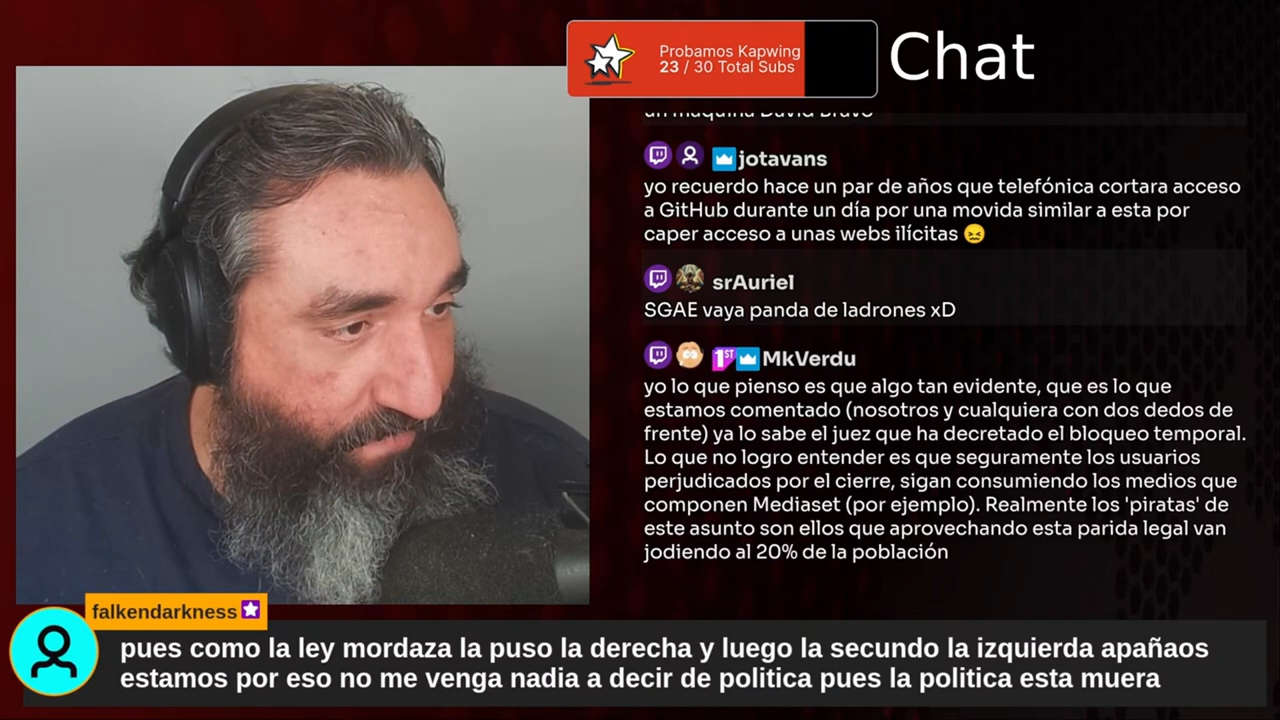 Probamos Kapwing
23 / 30 Total Subs
Chat
un máquina David Bravo
jotavans
yo recuerdo hace un par de años que telefónica cortara acceso
a GitHub durante un día por una movida similar a esta por
caper acceso a unas webs ilícitas 😖
srAuriel
SGAE vaya panda de ladrones xD
1ST MkVerdu
yo lo que pienso es que algo tan evidente, que es lo que
estamos comentado (nosotros y cualquiera con dos dedos de
frente) ya lo sabe el juez que ha decretado el bloqueo temporal.
Lo que no logro entender es que seguramente los usuarios
perjudicados por el cierre, sigan consumiendo los medios que
componen Mediaset (por ejemplo). Realmente los 'piratas' de
este asunto son ellos que aprovechando esta parida legal van
jodiendo al 20% de la población
falkendarkness
pues como la ley mordaza la puso la derecha y luego la secundo la izquierda apañaos
estamos por eso no me venga nadia a decir de politica pues la politica esta muera